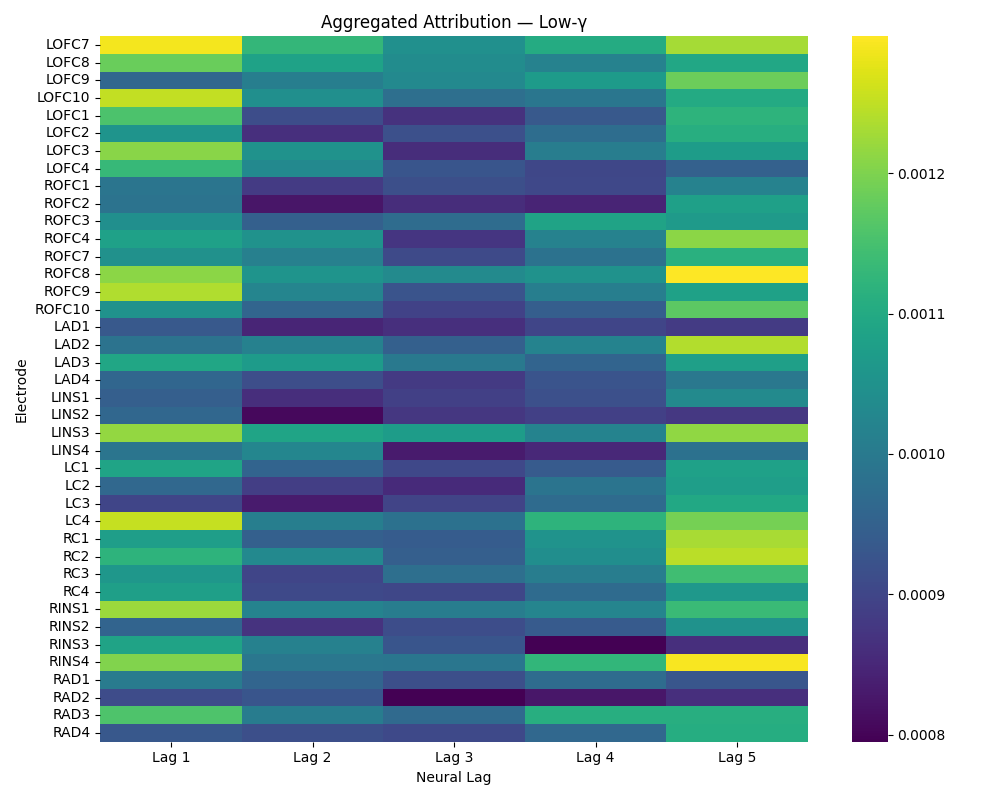 Aggregated Attribution — Low-γ
Electrode
LOFC7
LOFC8
LOFC9
LOFC10
LOFC1
LOFC2
LOFC3
LOFC4
ROFC1
ROFC2
ROFC3
ROFC4
ROFC7
ROFC8
ROFC9
ROFC10
LAD1
LAD2
LAD3
LAD4
LINS1
LINS2
LINS3
LINS4
LC1
LC2
LC3
LC4
RC1
RC2
RC3
RC4
RINS1
RINS2
RINS3
RINS4
RAD1
RAD2
RAD3
RAD4
Lag 1 Lag 2 Lag 3 Lag 4 Lag 5
Neural Lag
0.0012
0.0011
0.0010
0.0009
0.0008